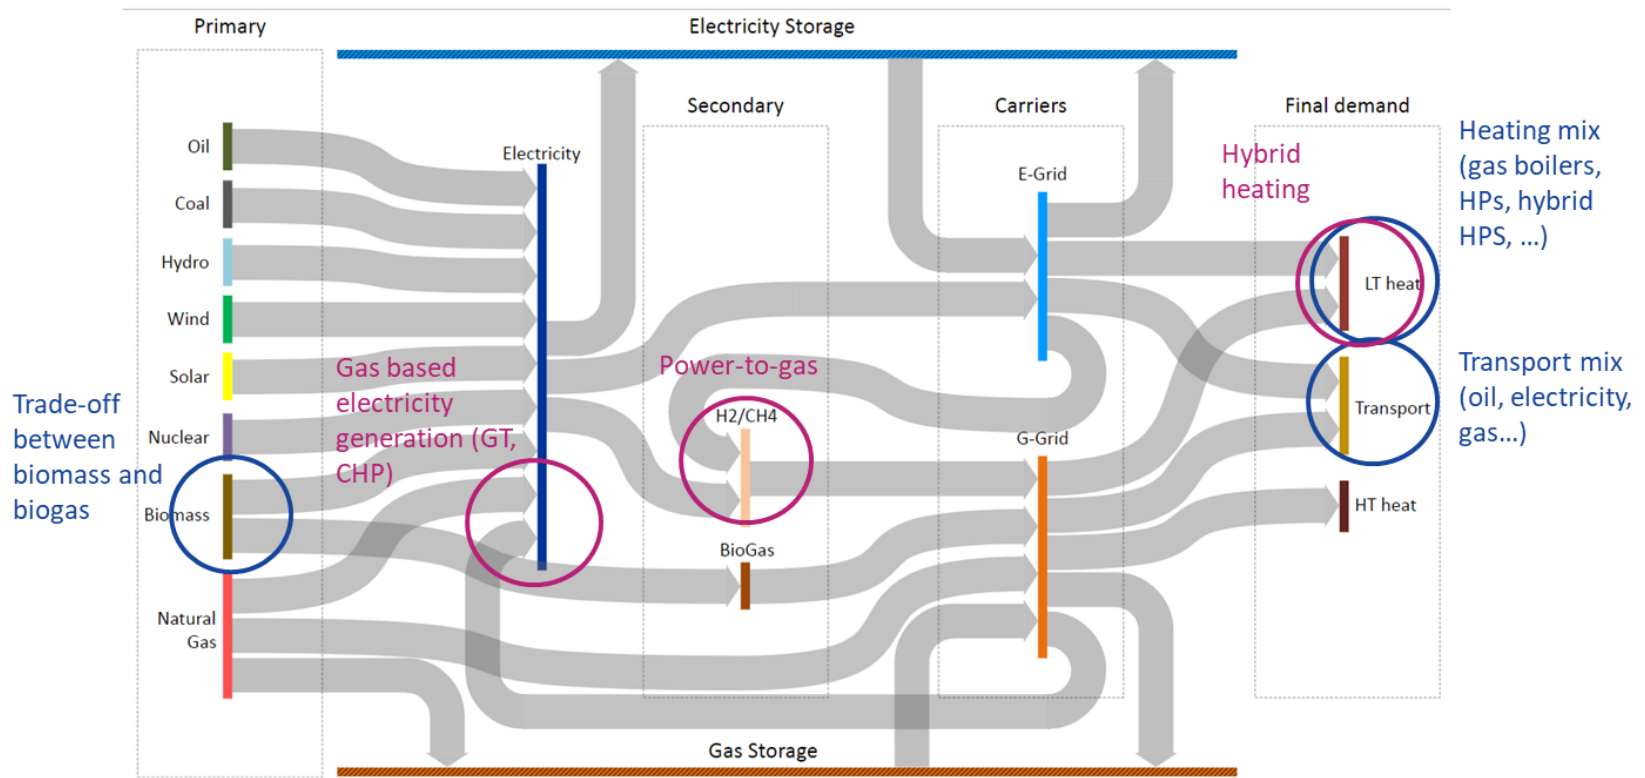 Primary
Electricity Storage
Secondary
Carriers
Final demand
Oil
Coal
Hydro
Wind
Solar
Nuclear
Biomass
Natural
Gas
Trade-off
between
biomass and
biogas
Electricity
Gas based
electricity
generation (GT,
CHP)
Power-to-gas
H2/CH4
BioGas
E-Grid
G-Grid
Hybrid
heating
LT heat
Transport
HT heat
Heating mix
(gas boilers,
HPs, hybrid
HPS, ...)
Transport mix
(oil, electricity,
gas...)
Gas Storage